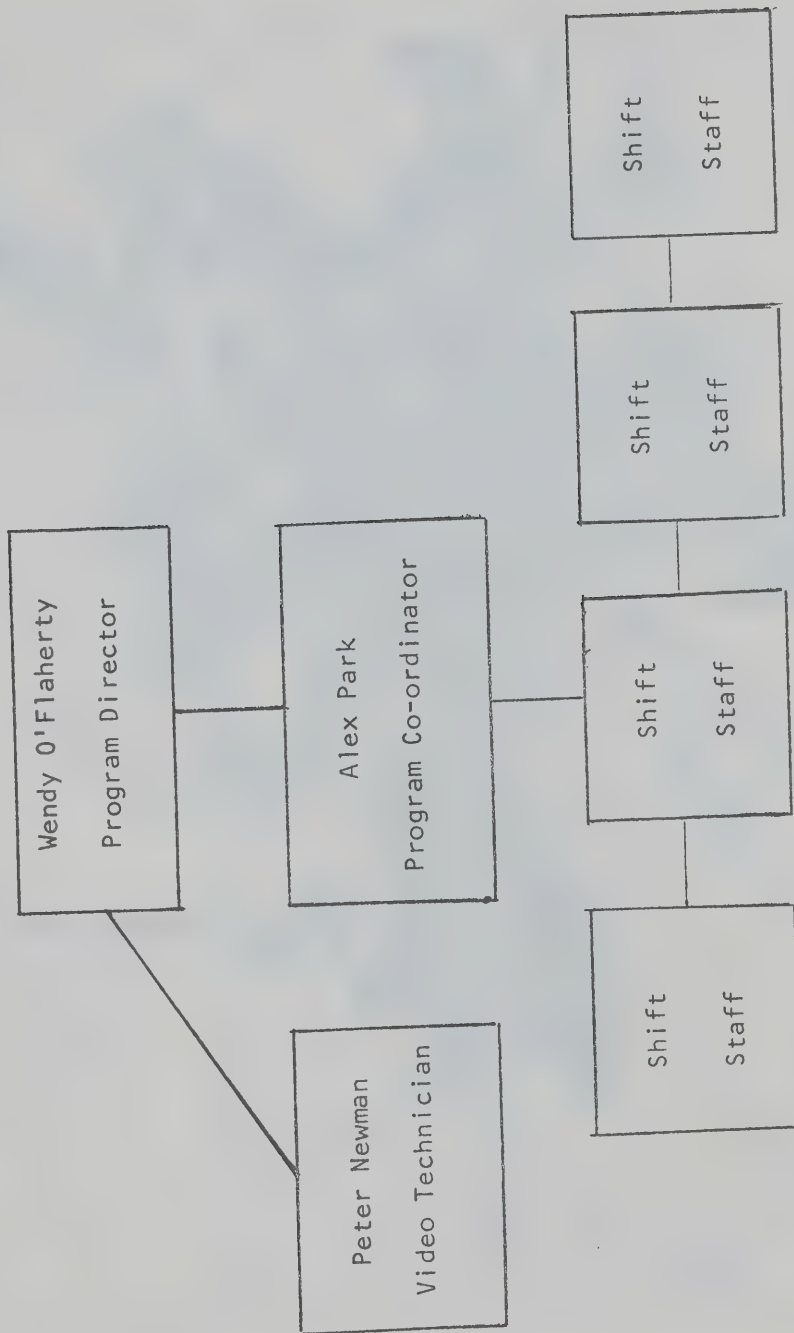 Wendy O'Flaherty
Program Director
Peter Newman
Video Technician
Alex Park
Program Co-ordinator
Shift
Staff
Shift
Staff
Shift
Staff
Shift
Staff